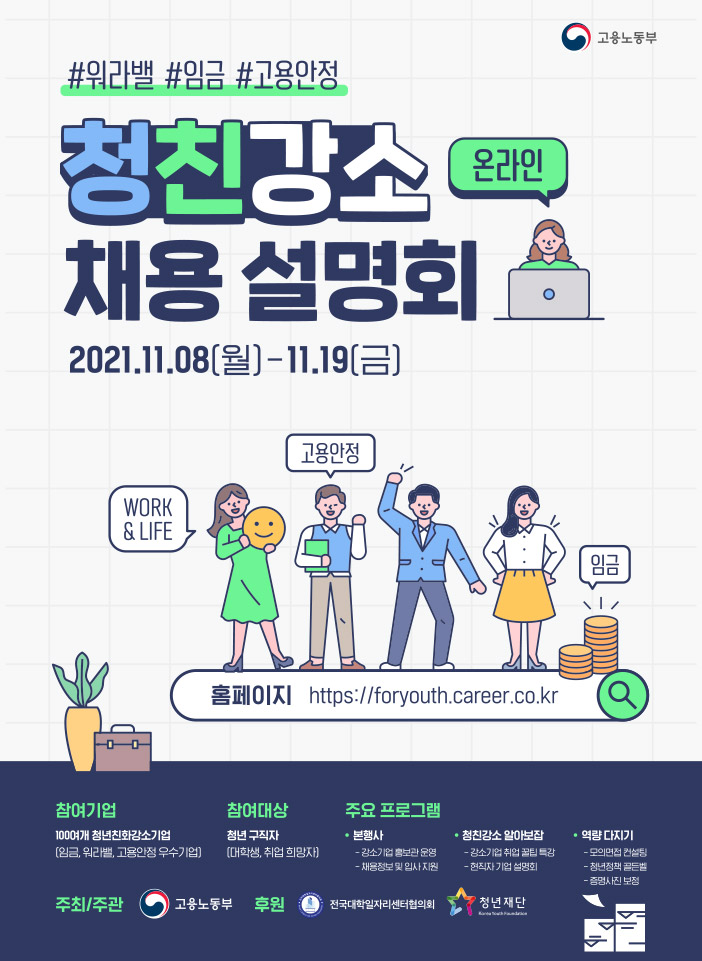 고용노동부
#워라밸 #임금 #고용안정
청친강소
온라인
채용 설명회
2021.11.08(월)-11.19(금)
고용안정
WORK
& LIFE
임금
홈페이지 https://foryouth.career.co.kr
참여기업
100여개 청년친화강소기업
(임금, 워라밸, 고용안정 우수기업)
참여대상
청년 구직자
(대학생, 취업 희망자)
주요 프로그램
• 본행사
- 강소기업 홍보관 운영
- 채용정보 및 입사 지원
• 청친강소 알아보잡
- 강소기업 취업 꿀팁 특강
- 현직자 기업 설명회
• 역량 다지기
- 모의면접 컨설팅
- 청년정책 골든벨
- 증명사진 보정
주최/주관 고용노동부 후원 전국대학일자리센터협의회 청년재단
Korea Youth Foundation